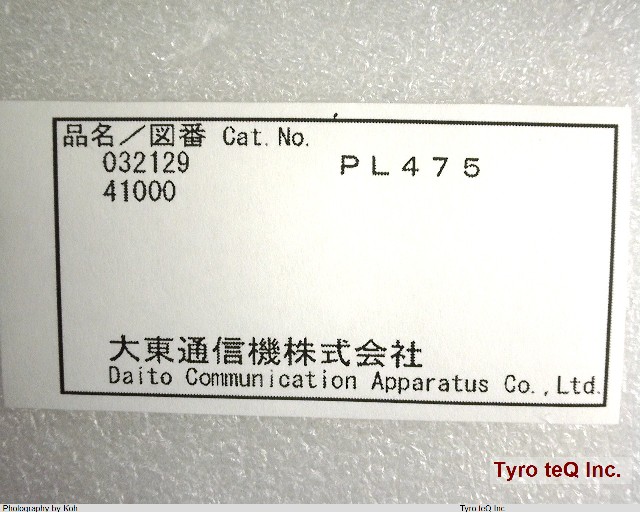 品名／図番 Cat. No.
032129 ＰＬ４７５
41000
大東通信機株式会社
Daito Communication Apparatus Co., Ltd.
Tyro teQ Inc.
Photography by Koh Tyro teQ Inc